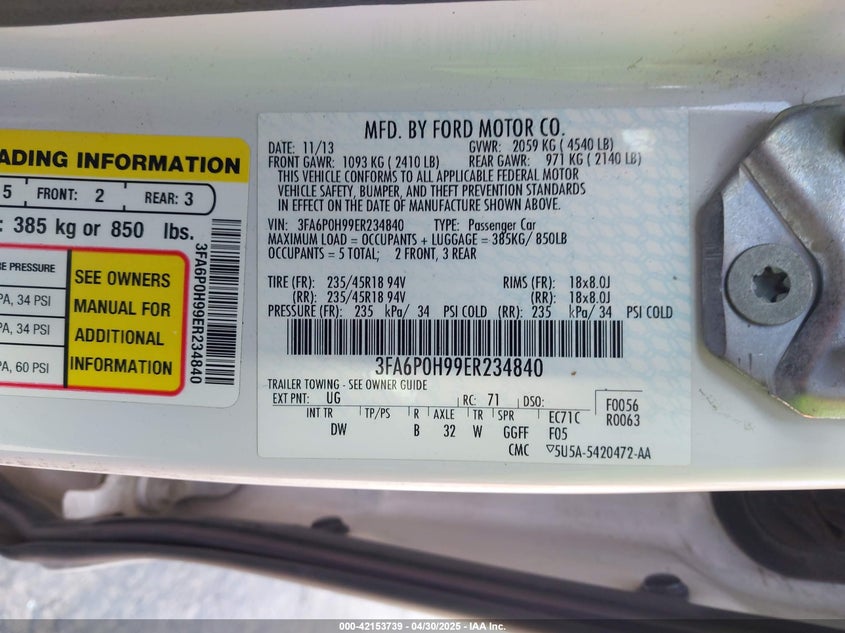 ADING INFORMATION
5 FRONT: 2 REAR: 3
: 385 kg or 850 lbs.
RE PRESSURE
PA, 34 PSI
PA, 34 PSI
PA, 60 PSI
SEE OWNERS
MANUAL FOR
ADDITIONAL
INFORMATION
3FA6P0H99ER234840
MFD. BY FORD MOTOR CO.
DATE: 11/13 GVWR: 2059 KG ( 4540 LB)
FRONT GAWR: 1093 KG ( 2410 LB) REAR GAWR: 971 KG ( 2140 LB)
THIS VEHICLE CONFORMS TO ALL APPLICABLE FEDERAL MOTOR
VEHICLE SAFETY, BUMPER, AND THEFT PREVENTION STANDARDS
IN EFFECT ON THE DATE OF MANUFACTURE SHOWN ABOVE.
VIN: 3FA6P0H99ER234840 TYPE: Passenger Car
MAXIMUM LOAD = OCCUPANTS + LUGGAGE = 385KG/ 850LB
OCCUPANTS = 5 TOTAL; 2 FRONT, 3 REAR
TIRE (FR): 235/45R18 94V RIMS (FR): 18x8.0J
(RR): 235/45R18 94V (RR): 18x8.0J
PRESSURE (FR): 235 kPa/ 34 PSI COLD (RR): 235 kPa/ 34 PSI COLD
3FA6P0H99ER234840
TRAILER TOWING - SEE OWNER GUIDE
EXT PNT: UG RC: 71 DSO: F0056
INT TR TP/PS R AXLE TR SPR EC71C R0063
DW B 32 W GGFF F05
CMC ▽5U5A-5420472-AA
000-42153739 - 04/30/2025 - IAA Inc.